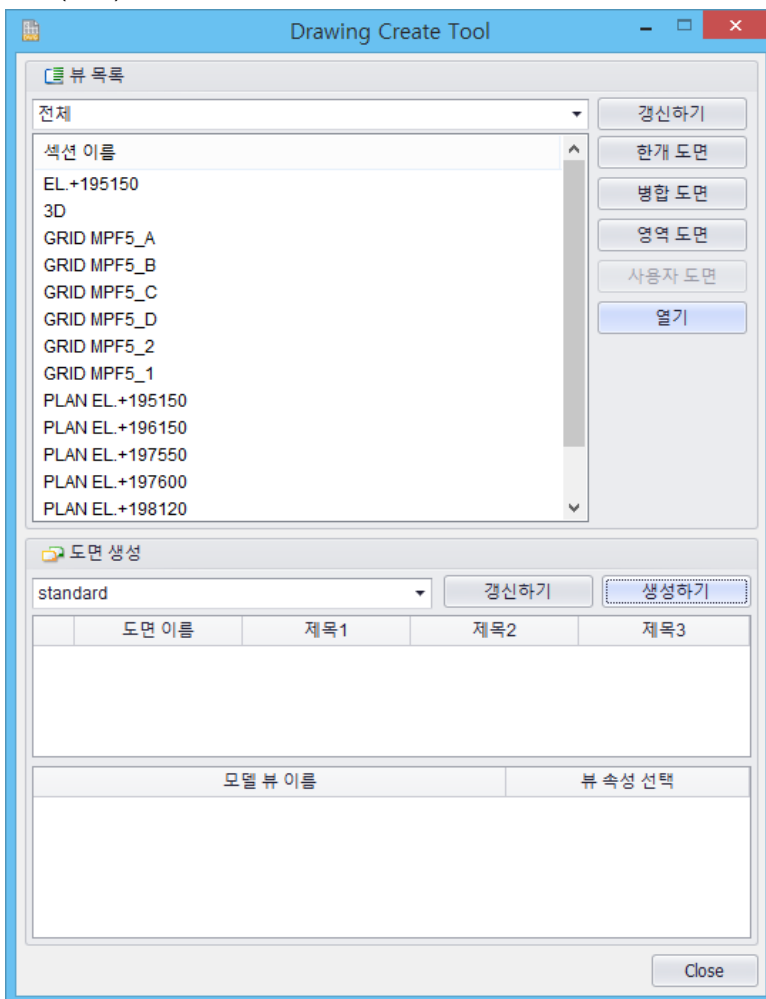 Drawing Create Tool
뷰 목록
전체
갱신하기
섹션 이름
한개 도면
EL.+195150
병합 도면
3D
GRID MPF5_A
영역 도면
GRID MPF5_B
사용자 도면
GRID MPF5_C
GRID MPF5_D
열기
GRID MPF5_2
GRID MPF5_1
PLAN EL.+195150
PLAN EL.+196150
PLAN EL.+197550
PLAN EL.+197600
PLAN EL.+198120
도면 생성
standard
갱신하기
생성하기
도면 이름 제목1 제목2 제목3
모델 뷰 이름 뷰 속성 선택
Close